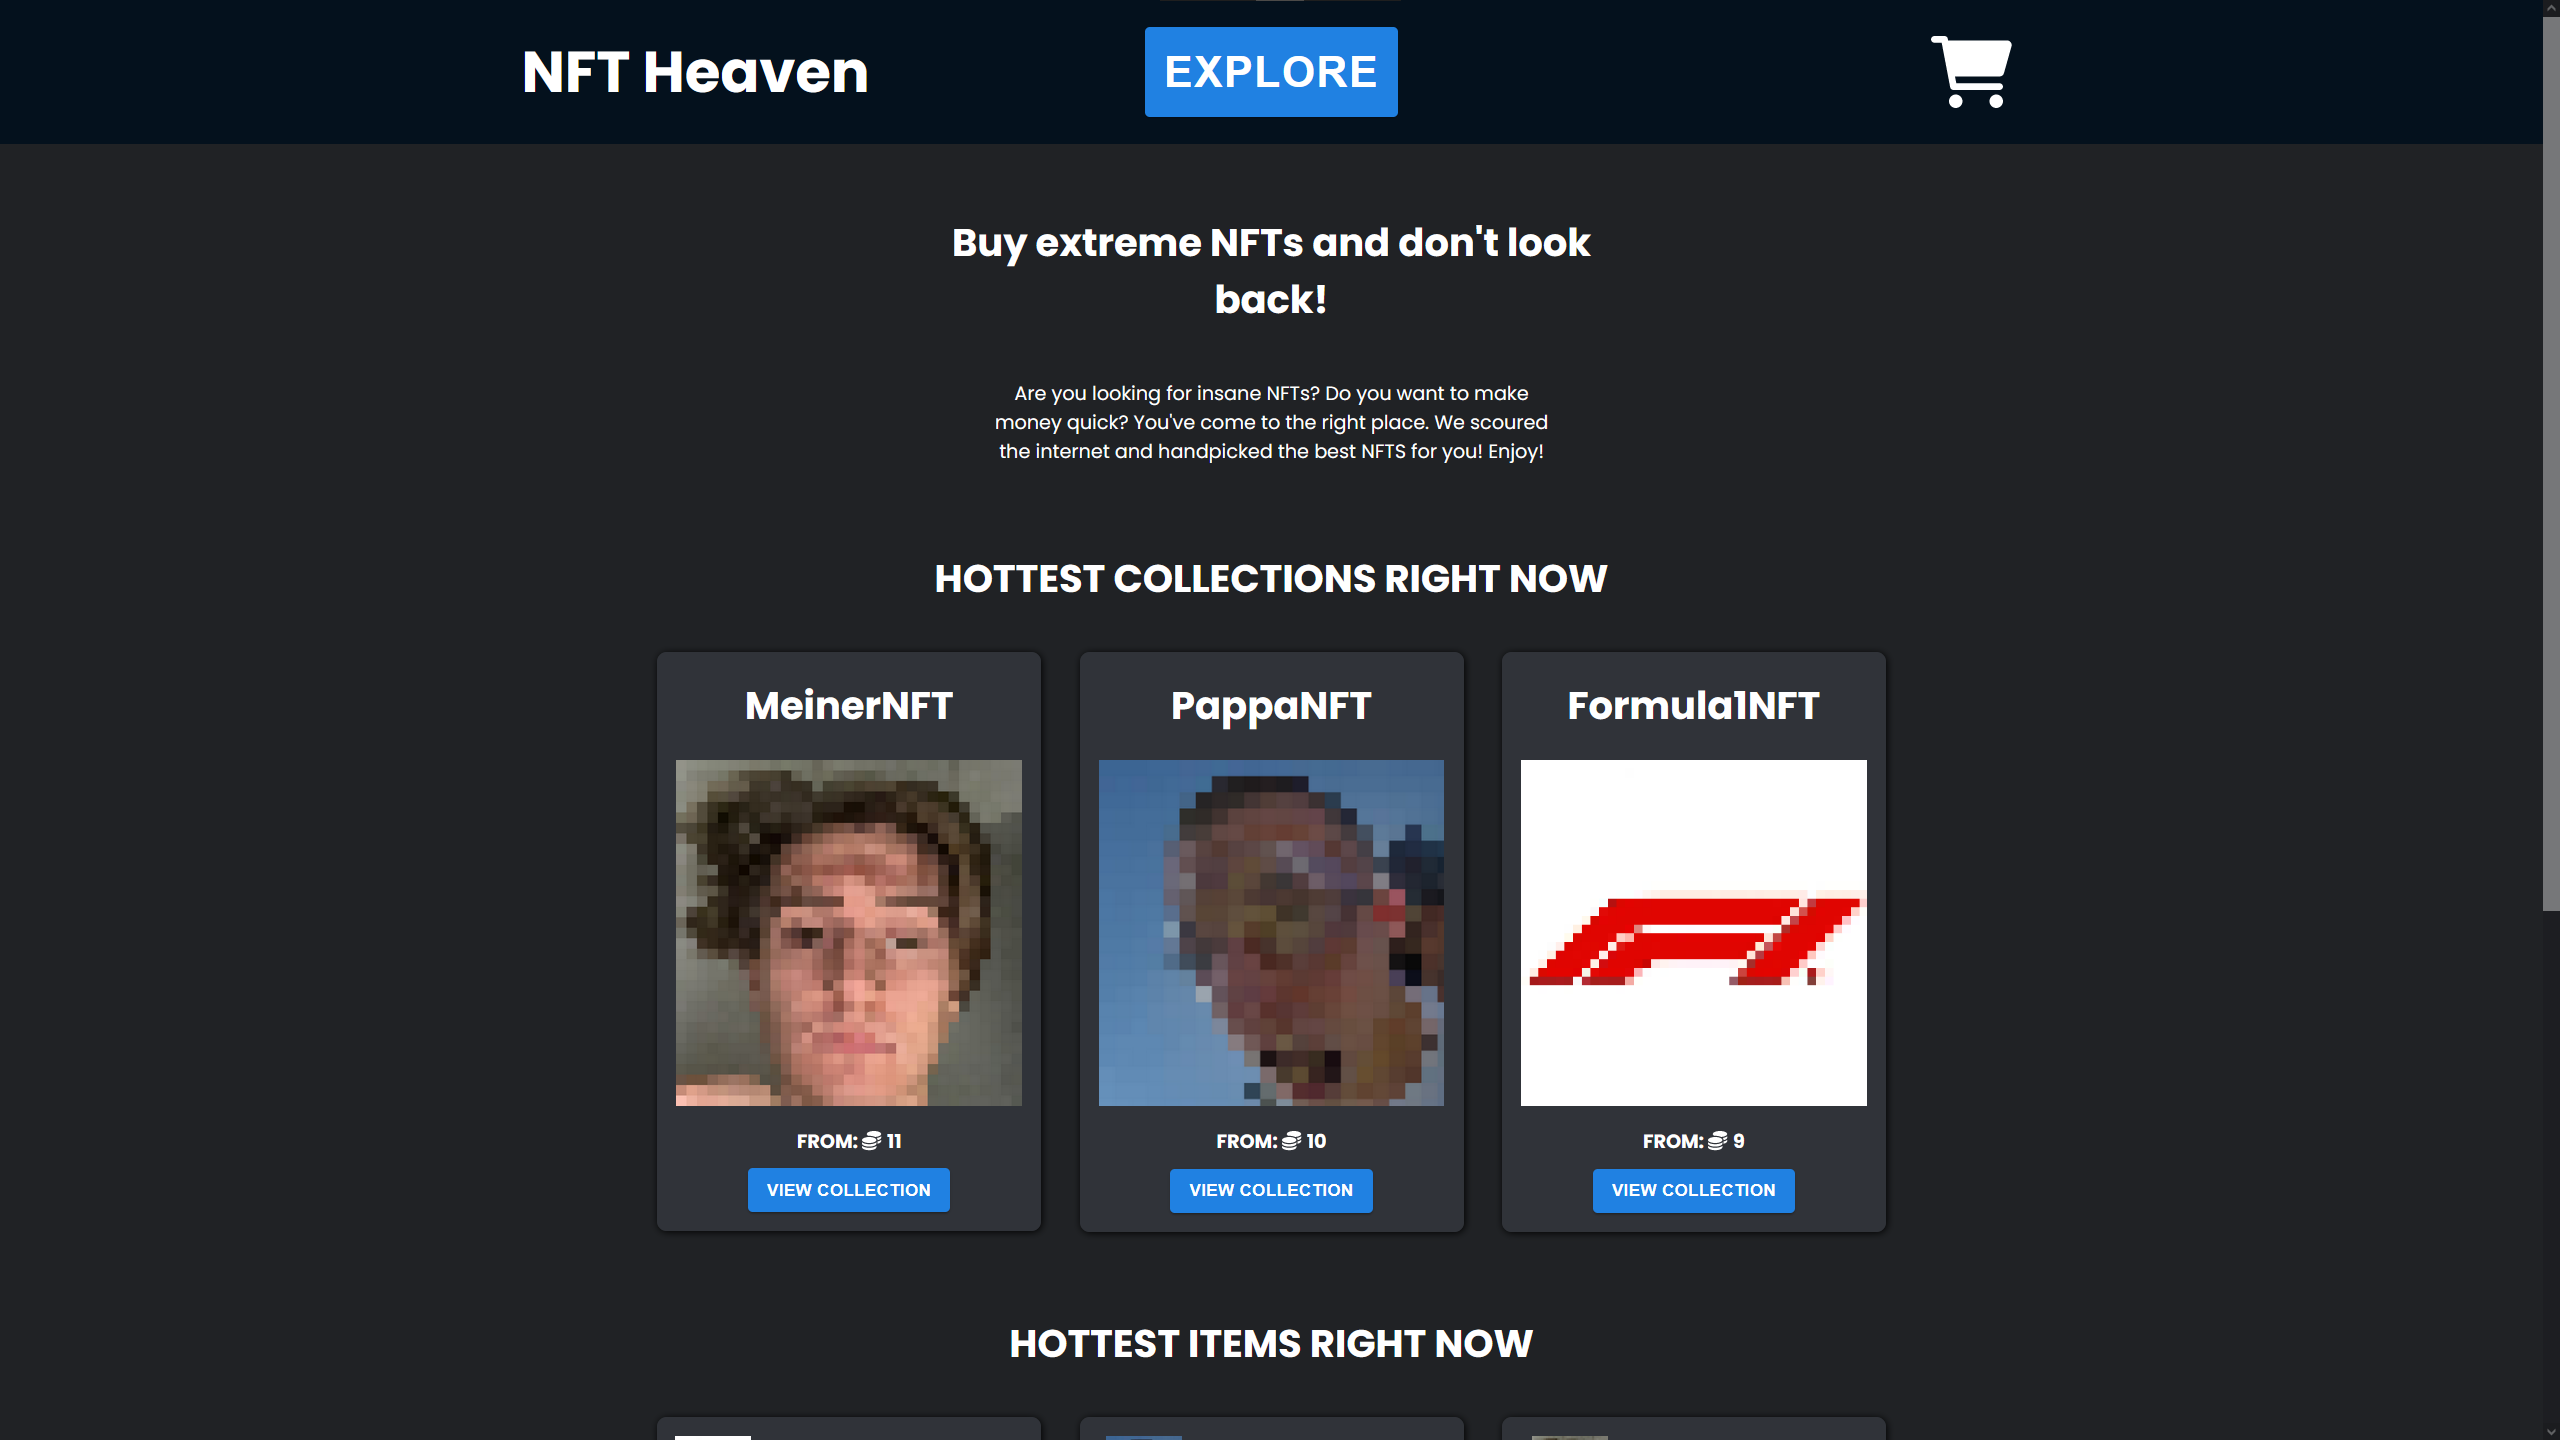 NFT Heaven
EXPLORE
Buy extreme NFTs and don't look
back!
Are you looking for insane NFTs? Do you want to make
money quick? You've come to the right place. We scoured
the internet and handpicked the best NFTS for you! Enjoy!
HOTTEST COLLECTIONS RIGHT NOW
MeinerNFT
FROM: 11
VIEW COLLECTION
PappaNFT
FROM: 10
VIEW COLLECTION
Formula1NFT
F1
FROM: 9
VIEW COLLECTION
HOTTEST ITEMS RIGHT NOW